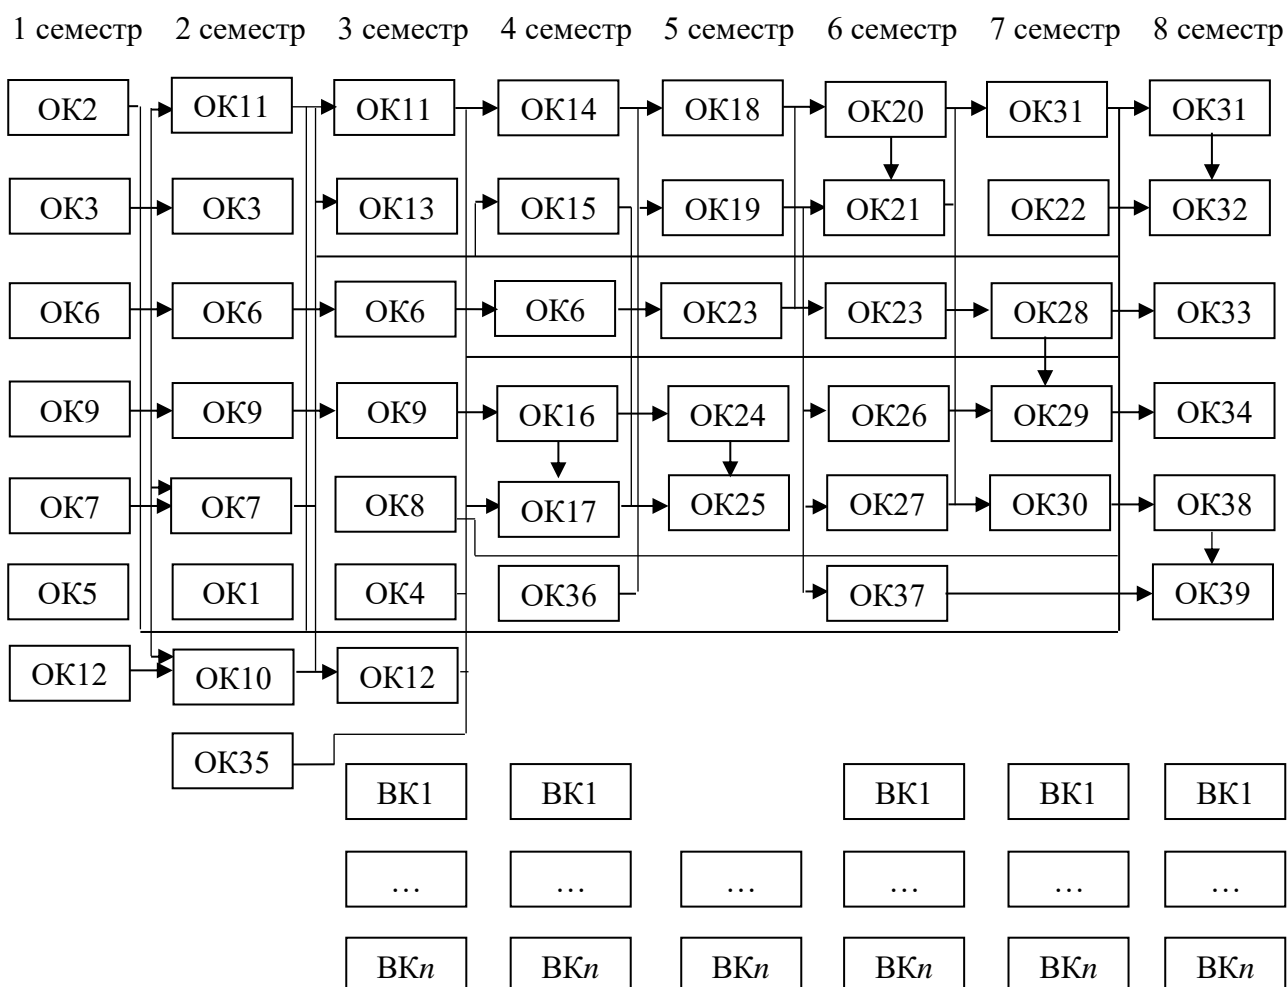 1 семестр 2 семестр 3 семестр 4 семестр 5 семестр 6 семестр 7 семестр 8 семестр
ОК2 ОК11 ОК11 ОК14 ОК18 ОК20 ОК31 ОК31
ОК3 ОК3 ОК13 ОК15 ОК19 ОК21 ОК22 ОК32
ОК6 ОК6 ОК6 ОК6 ОК23 ОК23 ОК28 ОК33
ОК9 ОК9 ОК9 ОК16 ОК24 ОК26 ОК29 ОК34
ОК7 ОК7 ОК8 ОК17 ОК25 ОК27 ОК30 ОК38
ОК5 ОК1 ОК4 ОК36 ОК37 ОК39
ОК12 ОК10 ОК12
ОК35
ВК1 ВК1 ВК1 ВК1 ВК1
… … … … … …
ВКn ВКn ВКn ВКn ВКn ВКn